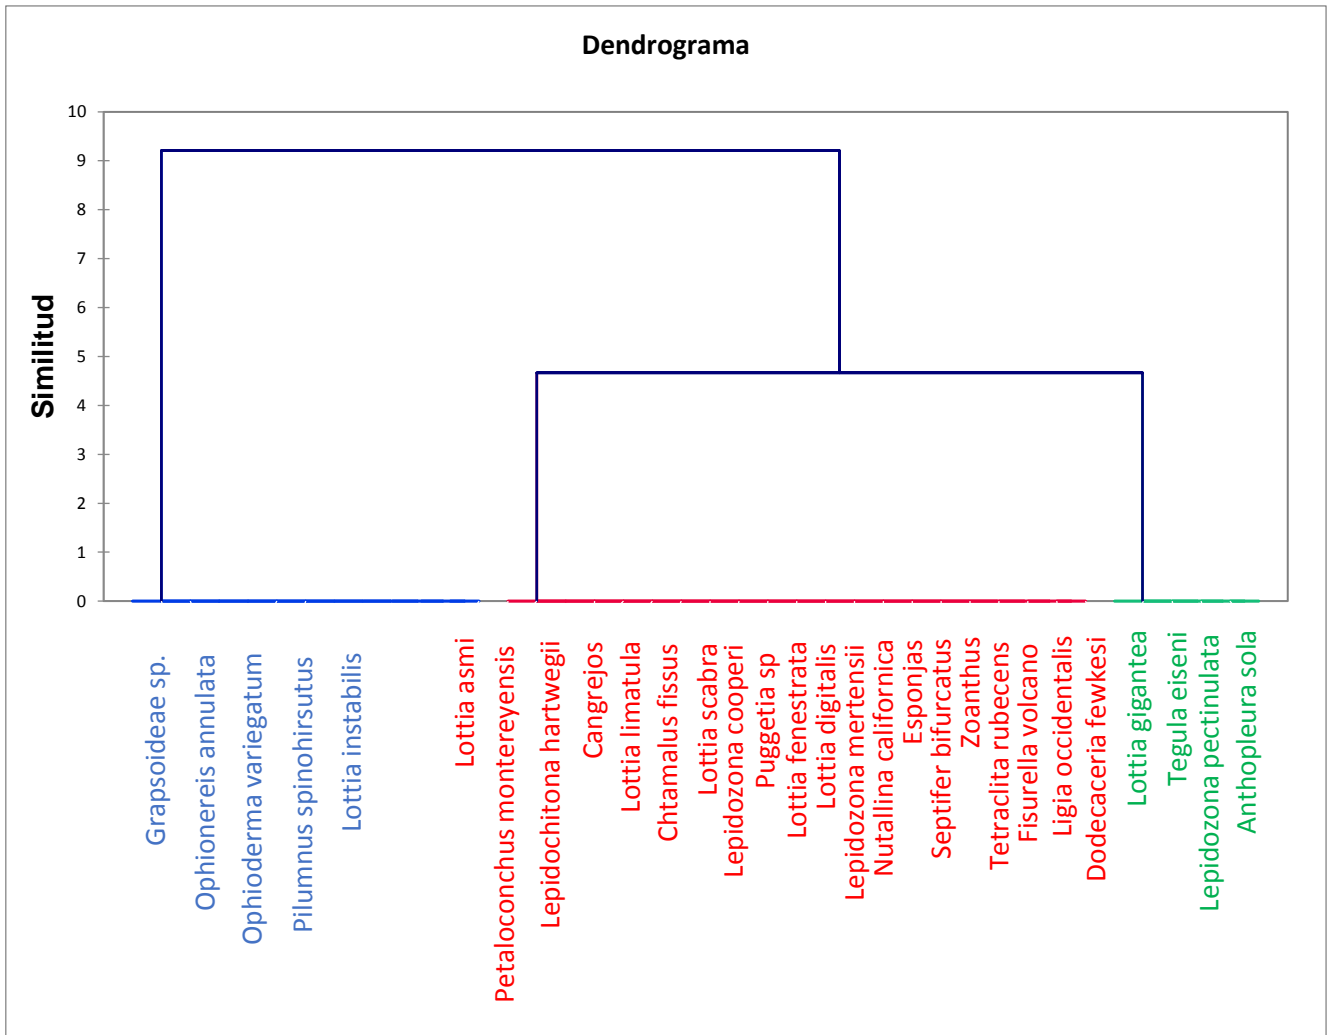 Dendrograma
10
9
8
7
6
5
4
3
2
1
0
Similitud
Grapsoideae sp.
Ophionereis annulata
Ophioderma variegatum
Pilumnus spinohirsutus
Lottia instabilis
Lottia asmi
Petaloconchus montereyensis
Lepidochitona hartwegii
Cangrejos
Lottia limatula
Chtamalus fissus
Lottia scabra
Lepidozona cooperi
Puggetia sp
Lottia fenestrata
Lottia digitalis
Lepidozona mertensii
Nutallina californica
Esponjas
Septifer bifurcatus
Zoanthus
Tetraclita rubecens
Fisurella volcano
Ligia occidentalis
Dodecaceria fewkesi
Lottia gigantea
Tegula eiseni
Lepidozona pectinulata
Anthopleura sola